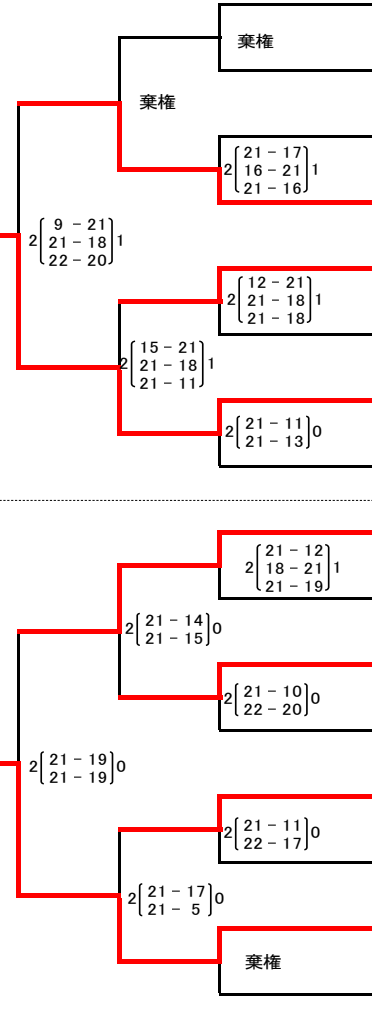 棄権
棄権
2 21 - 17 1
16 - 21
21 - 16
2 9 - 21 1
21 - 18
22 - 20
2 12 - 21 1
21 - 18
21 - 18
2 15 - 21 1
21 - 18
21 - 11
2 21 - 11 0
21 - 13
2 21 - 12 1
18 - 21
21 - 19
2 21 - 14 0
21 - 15
2 21 - 10 0
22 - 20
2 21 - 19 0
21 - 19
2 21 - 11 0
22 - 17
2 21 - 17 0
21 - 5
棄権